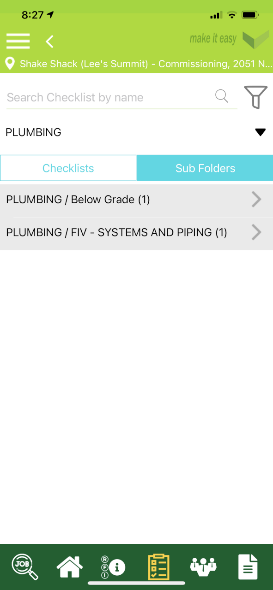 8:27
make it easy
Shake Shack (Lee's Summit) - Commissioning, 2051 N...
Search Checklist by name
PLUMBING
Checklists
Sub Folders
PLUMBING / Below Grade (1)
PLUMBING / FIV - SYSTEMS AND PIPING (1)
JOB
R
F
I
i